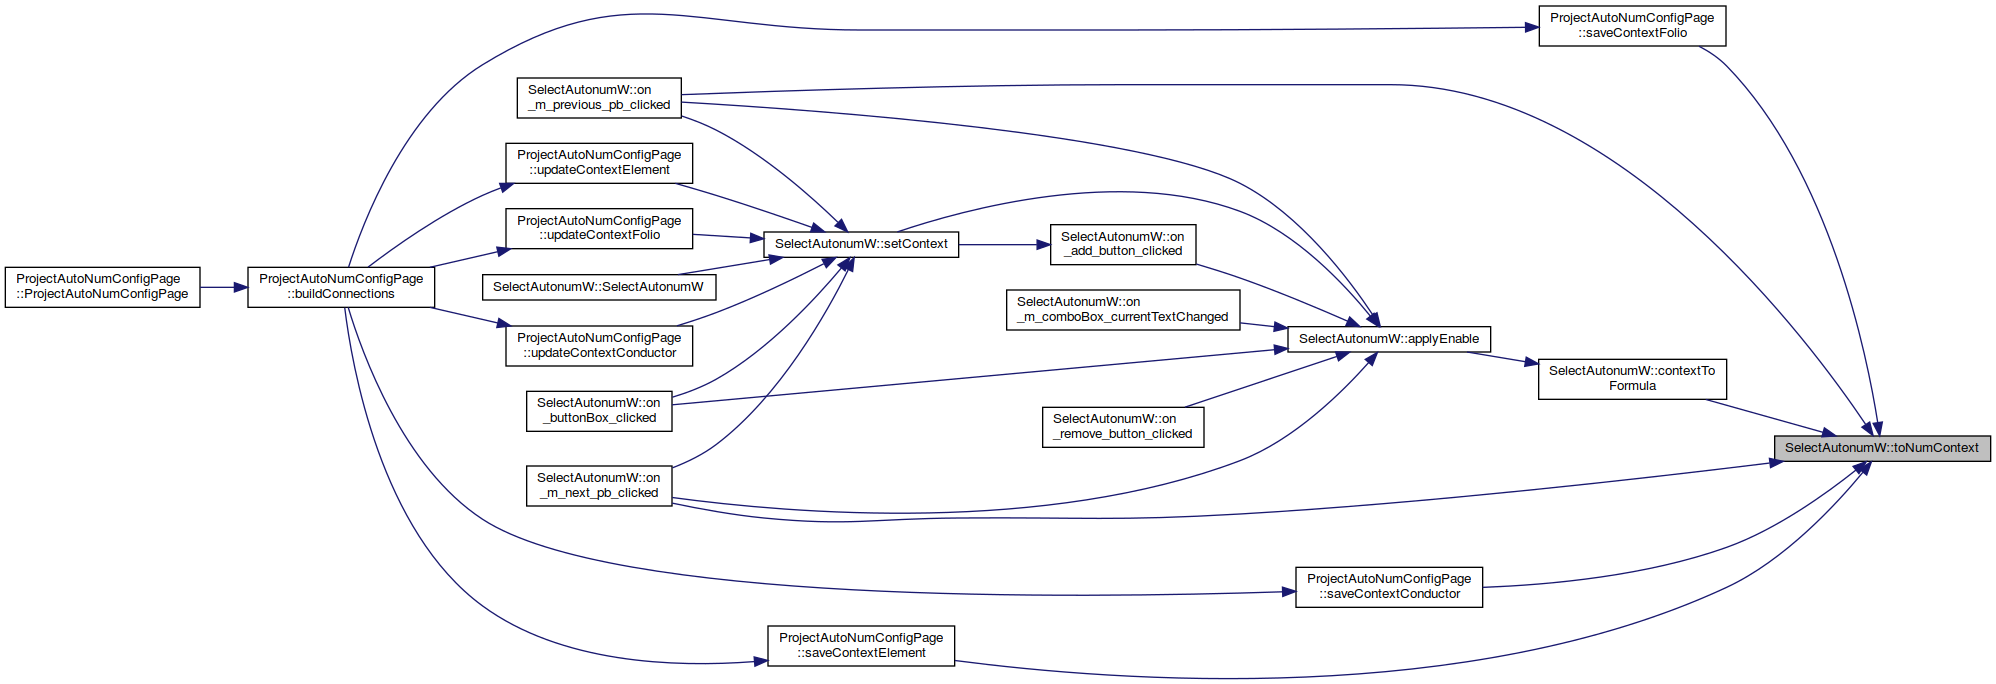 ProjectAutoNumConfigPage
::saveContextFolio
SelectAutonumW::on
_m_previous_pb_clicked
ProjectAutoNumConfigPage
::updateContextElement
ProjectAutoNumConfigPage
::updateContextFolio
SelectAutonumW::setContext
SelectAutonumW::on
_add_button_clicked
ProjectAutoNumConfigPage
::ProjectAutoNumConfigPage
ProjectAutoNumConfigPage
::buildConnections
SelectAutonumW::SelectAutonumW
SelectAutonumW::on
_m_comboBox_currentTextChanged
ProjectAutoNumConfigPage
::updateContextConductor
SelectAutonumW::applyEnable
SelectAutonumW::contextTo
Formula
SelectAutonumW::on
_buttonBox_clicked
SelectAutonumW::on
_remove_button_clicked
SelectAutonumW::toNumContext
SelectAutonumW::on
_m_next_pb_clicked
ProjectAutoNumConfigPage
::saveContextConductor
ProjectAutoNumConfigPage
::saveContextElement